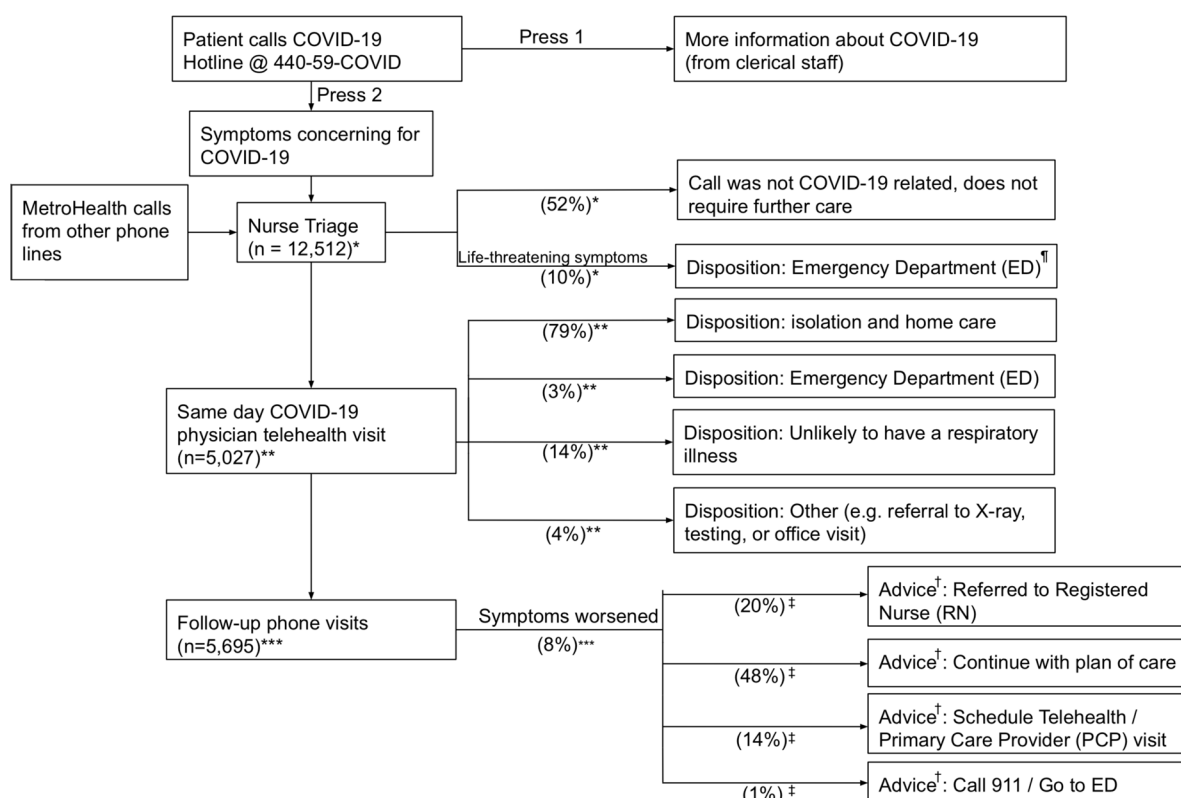 Patient calls COVID-19
Hotline @ 440-59-COVID
Press 1
More information about COVID-19
(from clerical staff)
Press 2
Symptoms concerning for
COVID-19
MetroHealth calls
from other phone
lines
Nurse Triage
(n = 12,512)*
(52%)*
Call was not COVID-19 related, does not
require further care
Life-threatening symptoms
(10%)*
Disposition: Emergency Department (ED)¶
(79%)**
Disposition: isolation and home care
(3%)**
Disposition: Emergency Department (ED)
Same day COVID-19
physician telehealth visit
(n=5,027)**
(14%)**
Disposition: Unlikely to have a respiratory
illness
(4%)**
Disposition: Other (e.g. referral to X-ray,
testing, or office visit)
Follow-up phone visits
(n=5,695)***
Symptoms worsened
(8%)***
(20%)‡
Advice†: Referred to Registered
Nurse (RN)
(48%)‡
Advice†: Continue with plan of care
(14%)‡
Advice†: Schedule Telehealth /
Primary Care Provider (PCP) visit
(1%)‡
Advice†: Call 911 / Go to ED